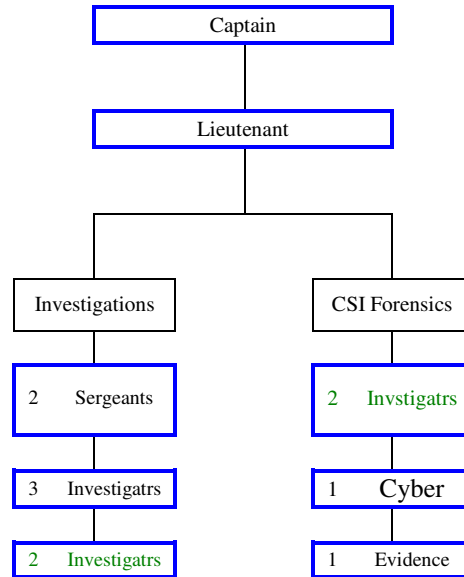 Captain
Lieutenant
Investigations
CSI Forensics
2 Sergeants
2 Invstigatrs
3 Investigatrs
1 Cyber
2 Investigatrs
1 Evidence